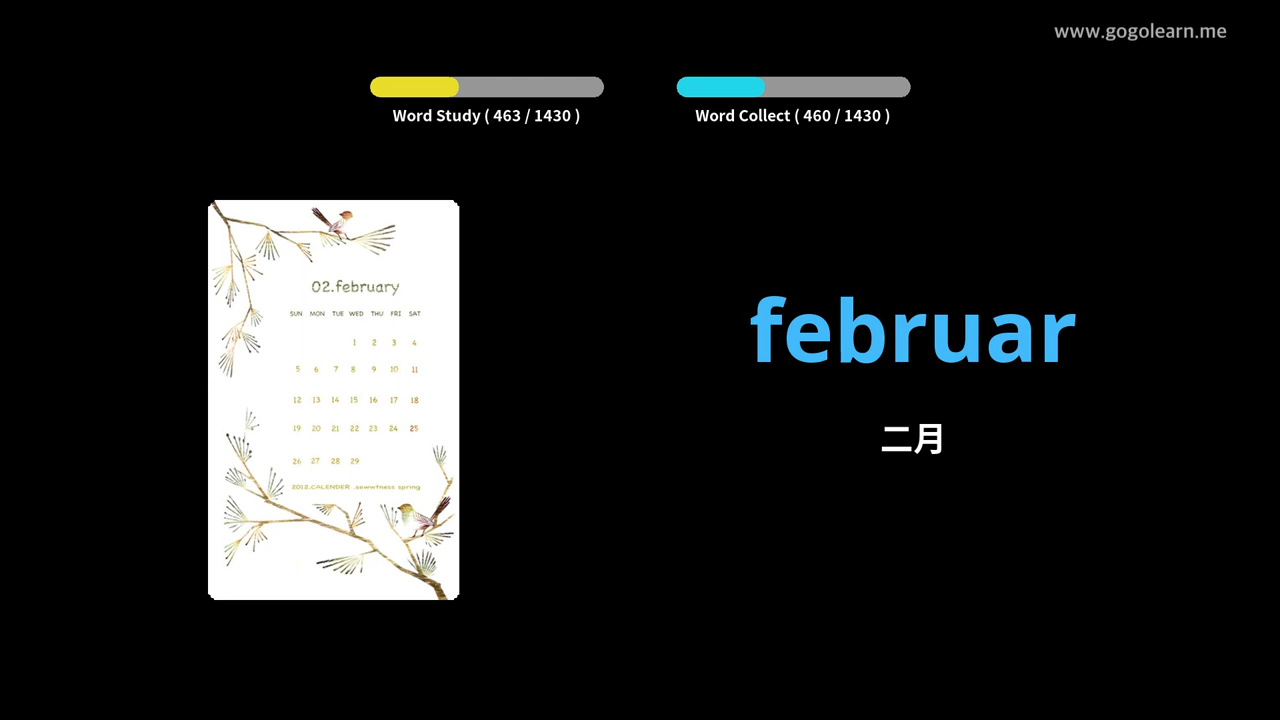 www.gogolearn.me
Word Study ( 463 / 1430 )
Word Collect ( 460 / 1430 )
02.february
SUN MON TUE WED THU FRI SAT
1 2 3 4
5 6 7 8 9 10 11
12 13 14 15 16 17 18
19 20 21 22 23 24 25
26 27 28 29
2012.CALENDER .sewwtness spring
februar
二月